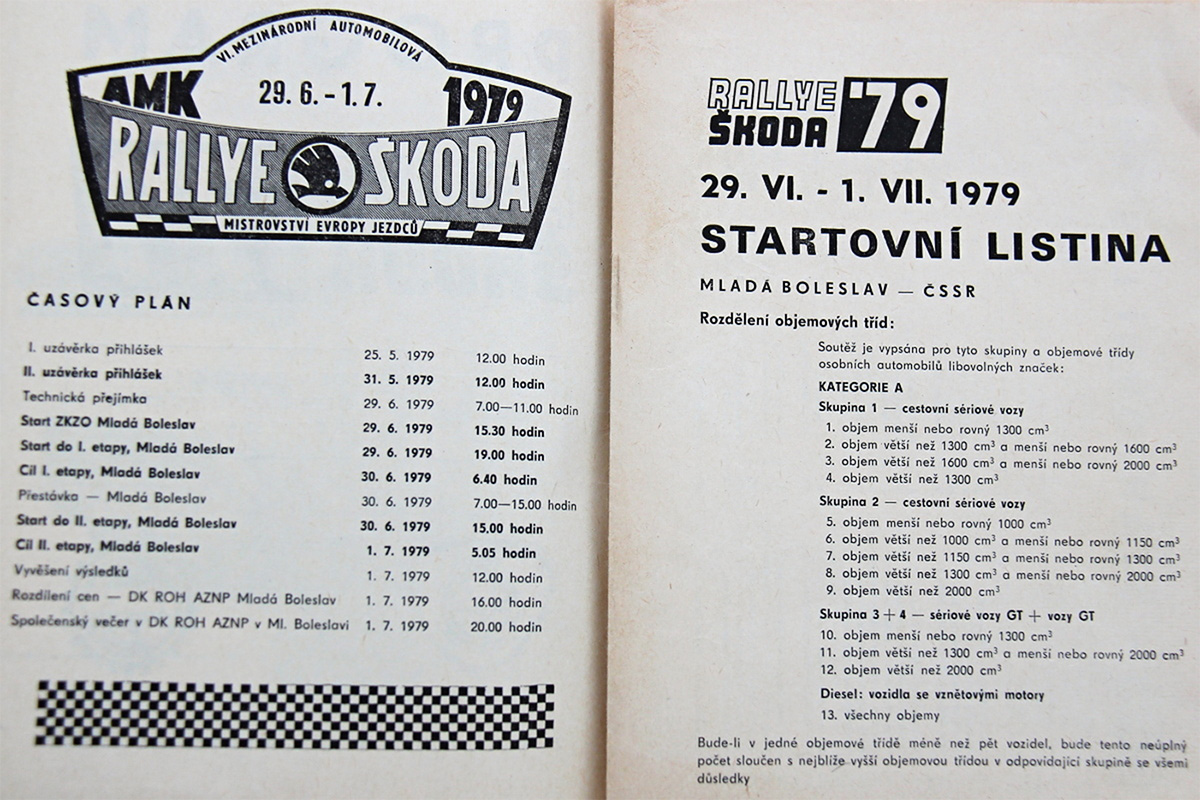 VI. MEZINÁRODNÍ AUTOMOBILOVÁ
AMK 29. 6. - 1. 7. 1979
RALLYE ŠKODA
MISTROVSTVÍ EVROPY JEZDCŮ
ČASOVÝ PLÁN
I. uzávěrka přihlášek 25. 5. 1979 12.00 hodin
II. uzávěrka přihlášek 31. 5. 1979 12.00 hodin
Technická přejímka 29. 6. 1979 7.00—11.00 hodin
Start ZKZO Mladá Boleslav 29. 6. 1979 15.30 hodin
Start do I. etapy, Mladá Boleslav 29. 6. 1979 19.00 hodin
Cíl I. etapy, Mladá Boleslav 30. 6. 1979 6.40 hodin
Přestávka — Mladá Boleslav 30. 6. 1979 7.00—15.00 hodin
Start do II. etapy, Mladá Boleslav 30. 6. 1979 15.00 hodin
Cíl II. etapy, Mladá Boleslav 1. 7. 1979 5.05 hodin
Vyvěšení výsledků 1. 7. 1979 12.00 hodin
Rozdílení cen — DK ROH AZNP Mladá Boleslav 1. 7. 1979 16.00 hodin
Společenský večer v DK ROH AZNP v Ml. Boleslavi 1. 7. 1979 20.00 hodin
RALLYE ŠKODA '79
29. VI. - 1. VII. 1979
STARTOVNÍ LISTINA
MLADÁ BOLESLAV — ČSSR
Rozdělení objemových tříd:
Soutěž je vypsána pro tyto skupiny a objemové třídy
osobních automobilů libovolných značek:
KATEGORIE A
Skupina 1 — cestovní sériové vozy
1. objem menší nebo rovný 1300 cm³
2. objem větší než 1300 cm³ a menší nebo rovný 1600 cm³
3. objem větší než 1600 cm³ a menší nebo rovný 2000 cm³
4. objem větší než 1300 cm³
Skupina 2 — cestovní sériové vozy
5. objem menší nebo rovný 1000 cm³
6. objem větší než 1000 cm³ a menší nebo rovný 1150 cm³
7. objem větší než 1150 cm³ a menší nebo rovný 1300 cm³
8. objem větší než 1300 cm³ a menší nebo rovný 2000 cm³
9. objem větší než 2000 cm³
Skupina 3 + 4 — sériové vozy GT + vozy GT
10. objem menší nebo rovný 1300 cm³
11. objem větší než 1300 cm³ a menší nebo rovný 2000 cm³
12. objem větší než 2000 cm³
Diesel: vozidla se vznětovými motory
13. všechny objemy
Bude-li v jedné objemové třídě méně než pět vozidel, bude tento neúplný
počet sloučen s nejblíže vyšší objemovou třídou v odpovídající skupině se všemi
důsledky